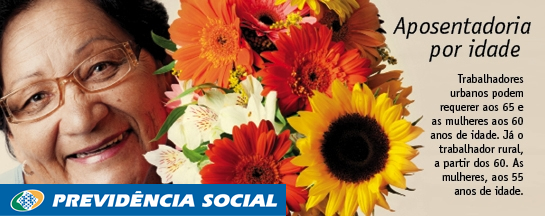 Aposentadoria
por idade
Trabalhadores
urbanos podem
requerer aos 65 e
as mulheres aos 60
anos de idade. Já o
trabalhador rural,
a partir dos 60. As
mulheres, aos 55
anos de idade.
PREVIDÊNCIA SOCIAL